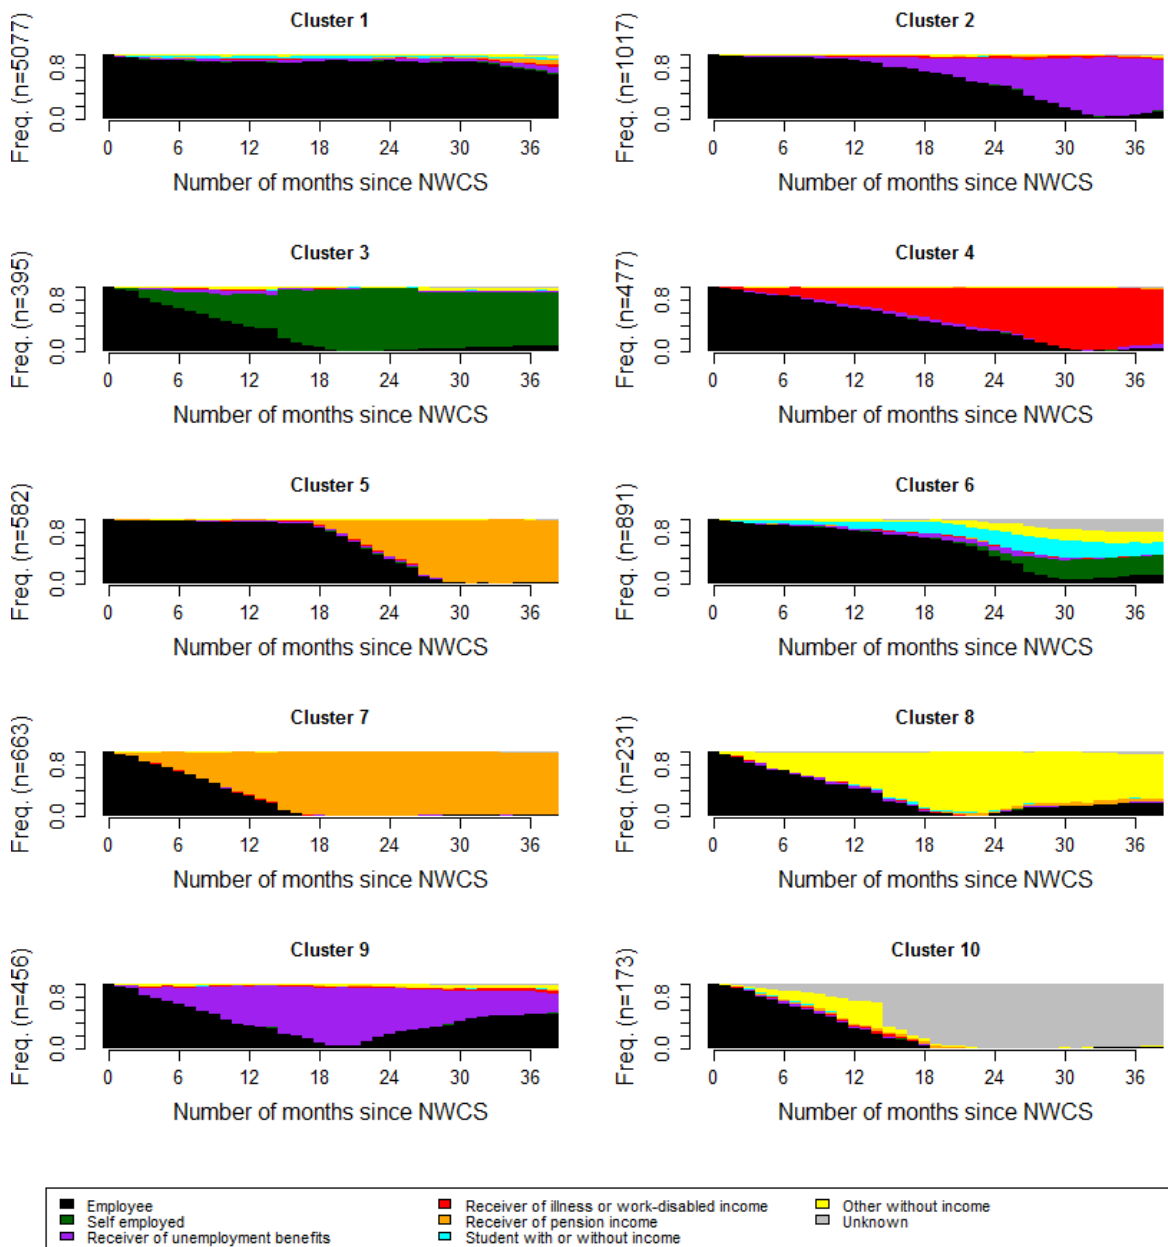 Cluster 1
Freq. (n=5077)
0.0 0.8
0 6 12 18 24 30 36
Number of months since NWCS
Cluster 2
Freq. (n=1017)
0.0 0.8
0 6 12 18 24 30 36
Number of months since NWCS
Cluster 3
Freq. (n=395)
0.0 0.8
0 6 12 18 24 30 36
Number of months since NWCS
Cluster 4
Freq. (n=477)
0.0 0.8
0 6 12 18 24 30 36
Number of months since NWCS
Cluster 5
Freq. (n=582)
0.0 0.8
0 6 12 18 24 30 36
Number of months since NWCS
Cluster 6
Freq. (n=891)
0.0 0.8
0 6 12 18 24 30 36
Number of months since NWCS
Cluster 7
Freq. (n=663)
0.0 0.8
0 6 12 18 24 30 36
Number of months since NWCS
Cluster 8
Freq. (n=231)
0.0 0.8
0 6 12 18 24 30 36
Number of months since NWCS
Cluster 9
Freq. (n=456)
0.0 0.8
0 6 12 18 24 30 36
Number of months since NWCS
Cluster 10
Freq. (n=173)
0.0 0.8
0 6 12 18 24 30 36
Number of months since NWCS
Employee
Self employed
Receiver of unemployment benefits
Receiver of illness or work-disabled income
Receiver of pension income
Student with or without income
Other without income
Unknown